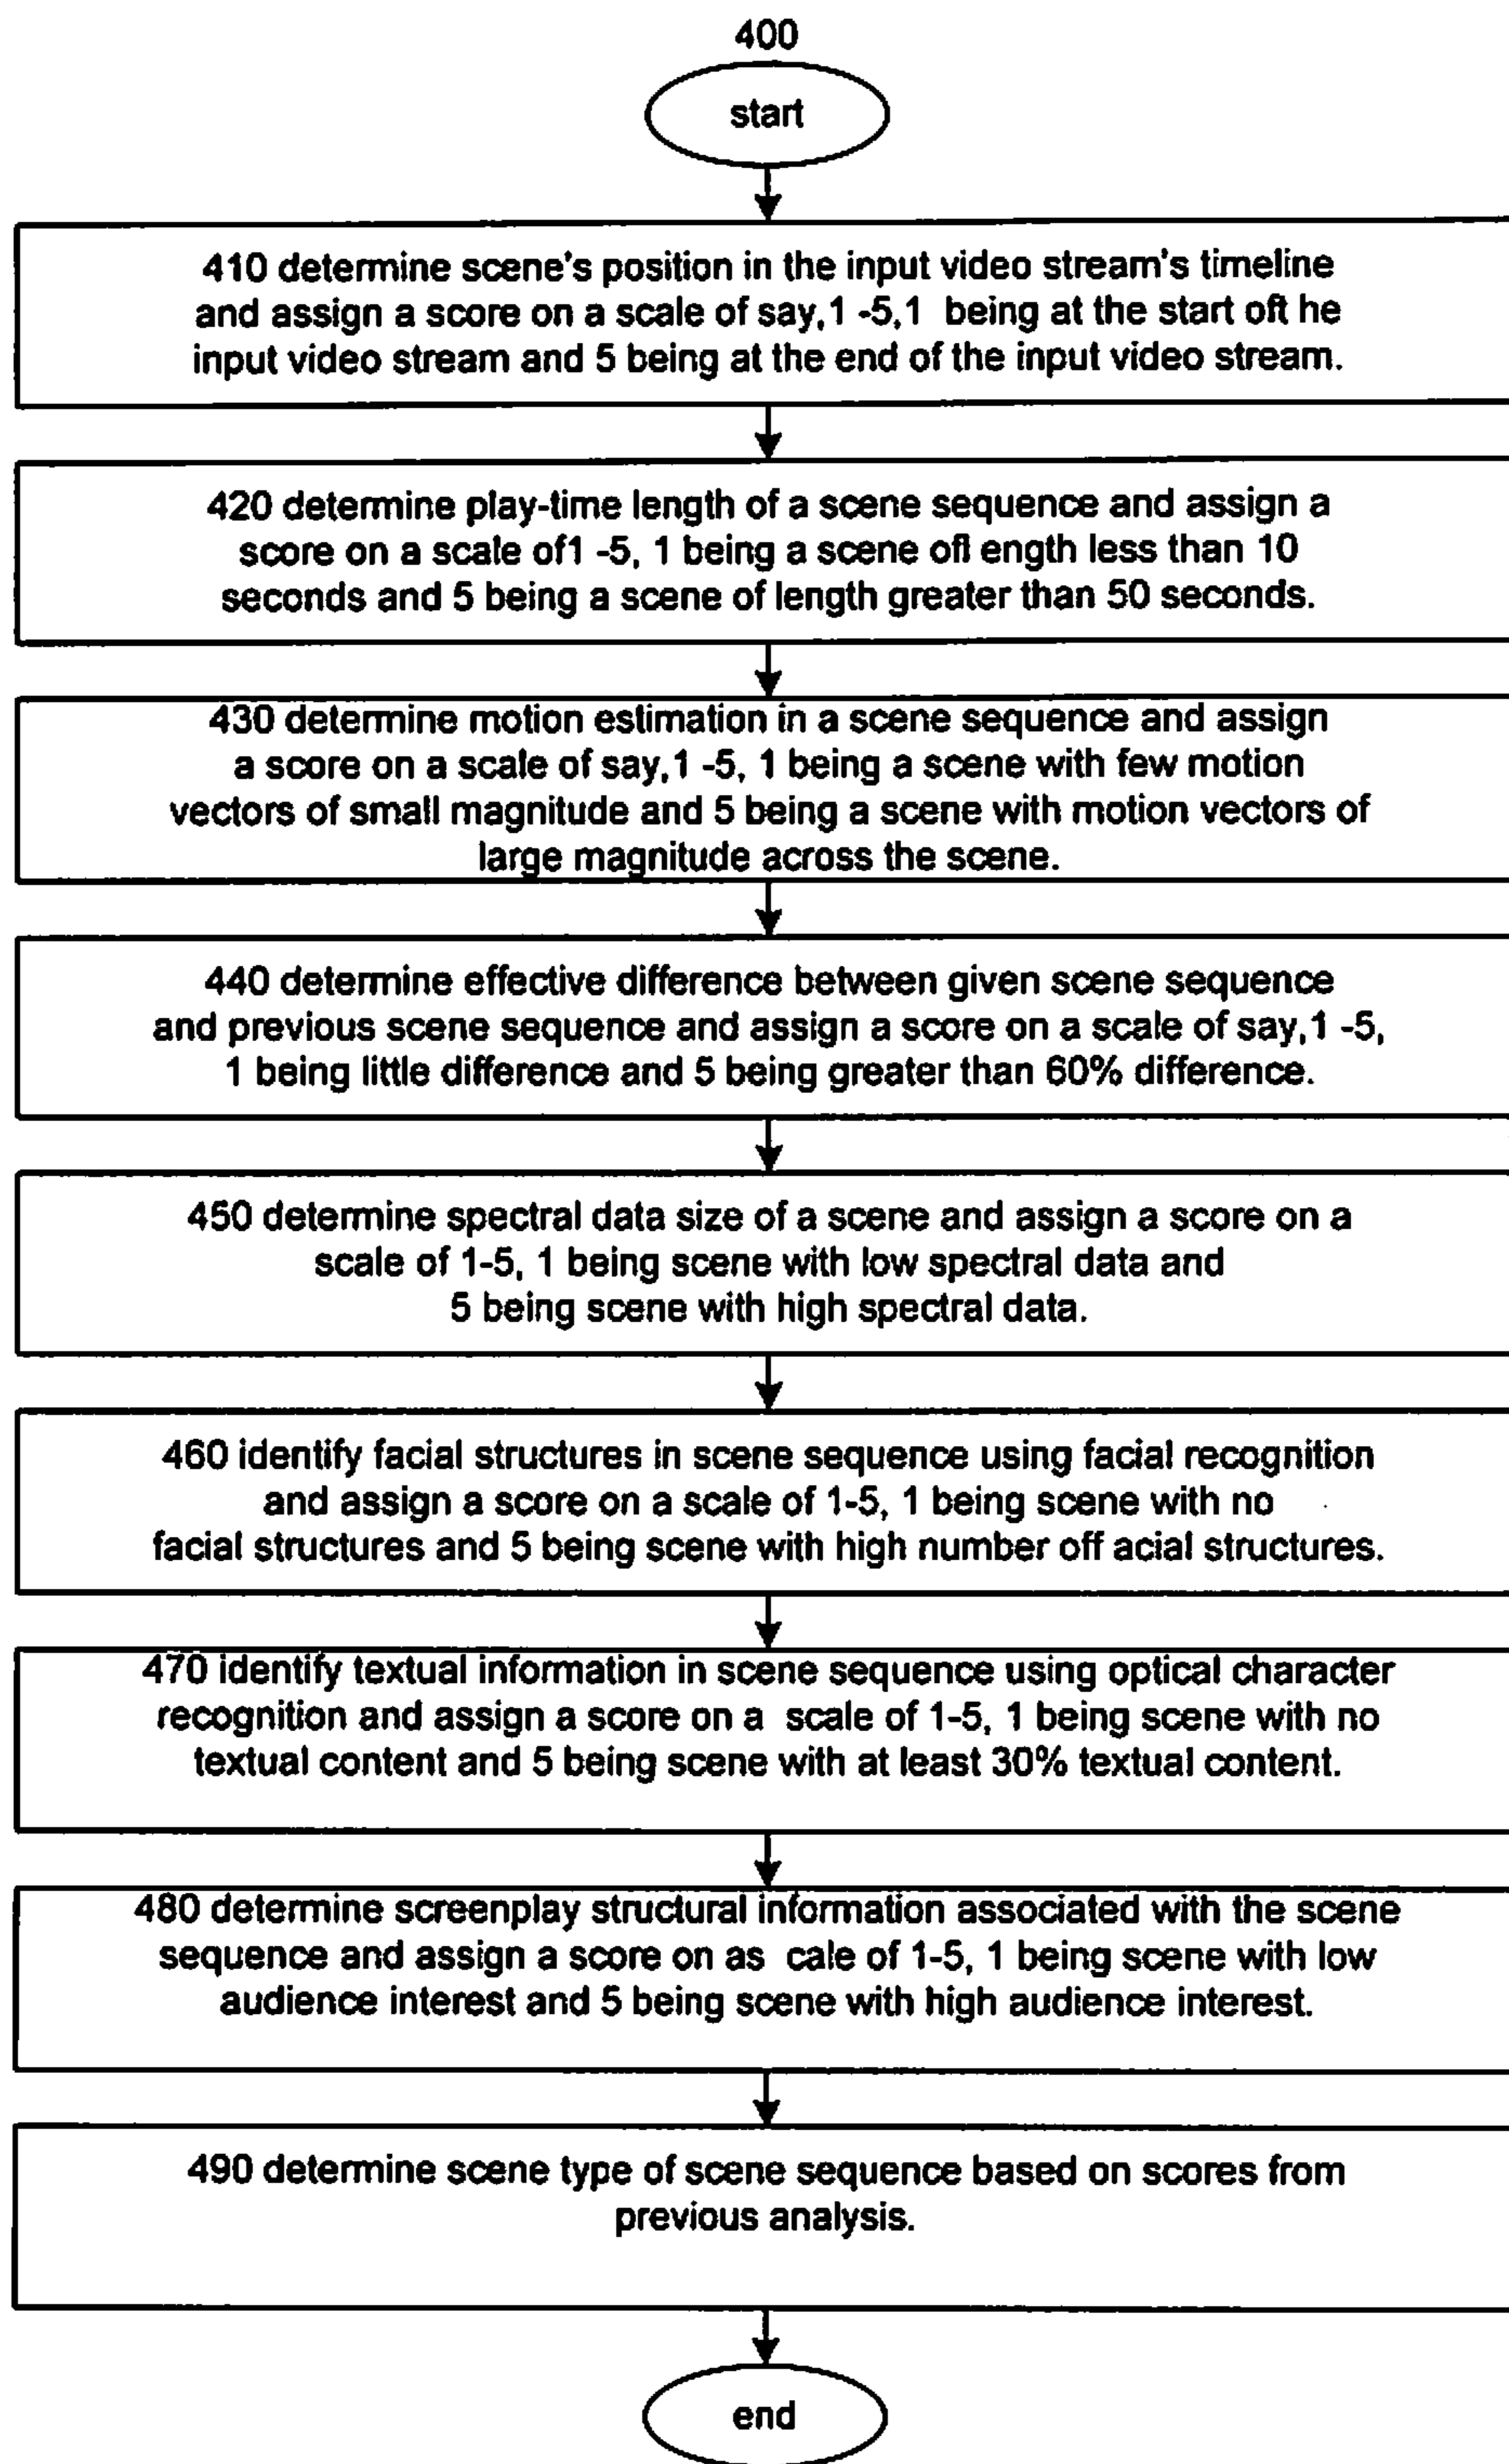 400
start
410 determine scene's position in the input video stream's timeline
and assign a score on a scale of say,1 -5,1 being at the start oft he
input video stream and 5 being at the end of the input video stream.
420 determine play-time length of a scene sequence and assign a
score on a scale of1 -5, 1 being a scene ofl ength less than 10
seconds and 5 being a scene of length greater than 50 seconds.
430 determine motion estimation in a scene sequence and assign
a score on a scale of say,1 -5, 1 being a scene with few motion
vectors of small magnitude and 5 being a scene with motion vectors of
large magnitude across the scene.
440 determine effective difference between given scene sequence
and previous scene sequence and assign a score on a scale of say,1 -5,
1 being little difference and 5 being greater than 60% difference.
450 determine spectral data size of a scene and assign a score on a
scale of 1-5, 1 being scene with low spectral data and
5 being scene with high spectral data.
460 identify facial structures in scene sequence using facial recognition
and assign a score on a scale of 1-5, 1 being scene with no
facial structures and 5 being scene with high number off acial structures.
470 identify textual information in scene sequence using optical character
recognition and assign a score on a scale of 1-5, 1 being scene with no
textual content and 5 being scene with at least 30% textual content.
480 determine screenplay structural information associated with the scene
sequence and assign a score on as cale of 1-5, 1 being scene with low
audience interest and 5 being scene with high audience interest.
490 determine scene type of scene sequence based on scores from
previous analysis.
end